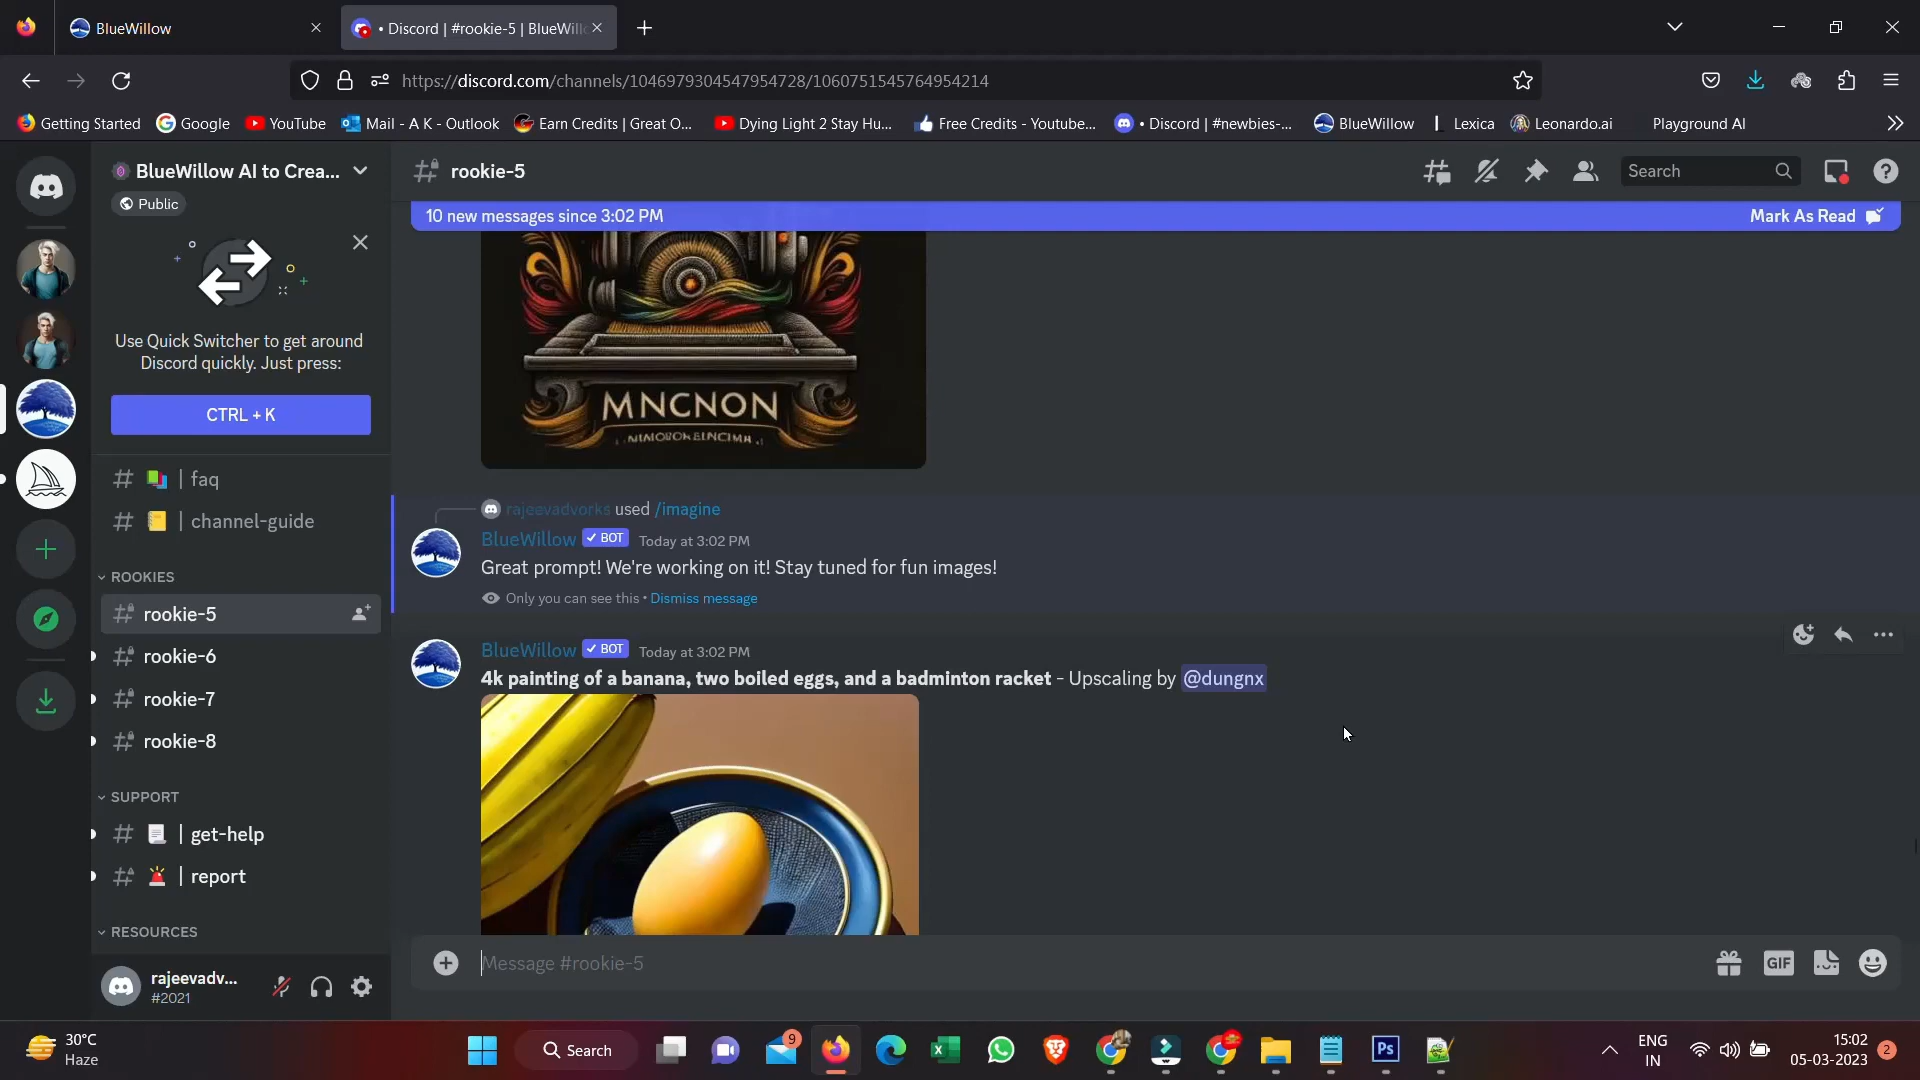 BlueWillow
• Discord | #rookie-5 | BlueWill
https://discord.com/channels/1046979304547954728/1060751545764954214
Getting Started
Google
YouTube
Mail - A K - Outlook
Earn Credits | Great O...
Dying Light 2 Stay Hu...
Free Credits - Youtube...
• Discord | #newbies-...
BlueWillow
Lexica
Leonardo.ai
Playground AI
BlueWillow AI to Crea...
Public
Use Quick Switcher to get around
Discord quickly. Just press:
CTRL + K
faq
channel-guide
ROOKIES
rookie-5
rookie-6
rookie-7
rookie-8
SUPPORT
get-help
report
RESOURCES
rajeevadv...
#2021
rookie-5
Search
10 new messages since 3:02 PM
Mark As Read
MNCNON
rajeevadvorks used /imagine
BlueWillow BOT Today at 3:02 PM
Great prompt! We're working on it! Stay tuned for fun images!
Only you can see this • Dismiss message
BlueWillow BOT Today at 3:02 PM
4k painting of a banana, two boiled eggs, and a badminton racket - Upscaling by @dungnx
Message #rookie-5
GIF
30°C
Haze
Search
9
Ps
ENG
IN
15:02
05-03-2023
2